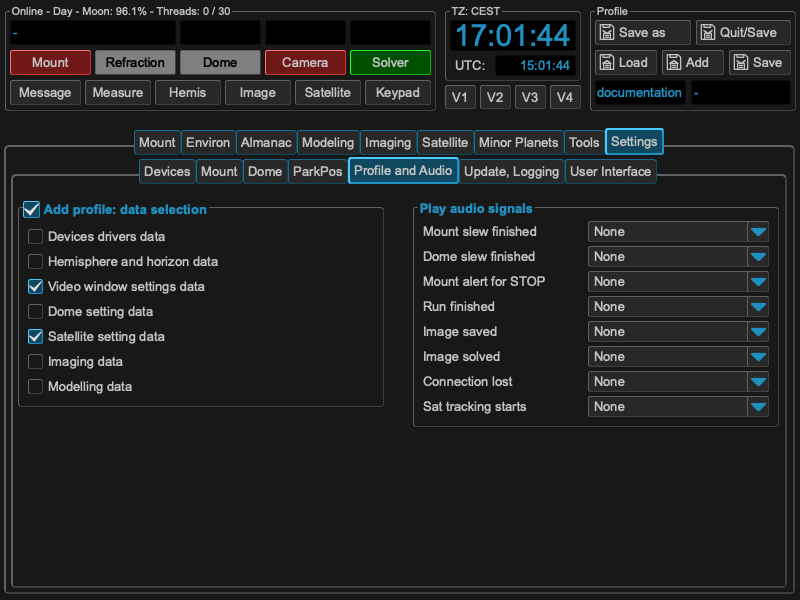 Online - Day - Moon: 96.1% - Threads: 0 / 30
-
Mount Refraction Dome Camera Solver
Message Measure Hemis Image Satellite Keypad
TZ: CEST
17:01:44
UTC: 15:01:44
V1 V2 V3 V4
Profile
Save as Quit/Save
Load Add Save
documentation -
Mount Environ Almanac Modeling Imaging Satellite Minor Planets Tools Settings
Devices Mount Dome ParkPos Profile and Audio Update, Logging User Interface
Add profile: data selection
Devices drivers data
Hemisphere and horizon data
Video window settings data
Dome setting data
Satellite setting data
Imaging data
Modelling data
Play audio signals
Mount slew finished None
Dome slew finished None
Mount alert for STOP None
Run finished None
Image saved None
Image solved None
Connection lost None
Sat tracking starts None